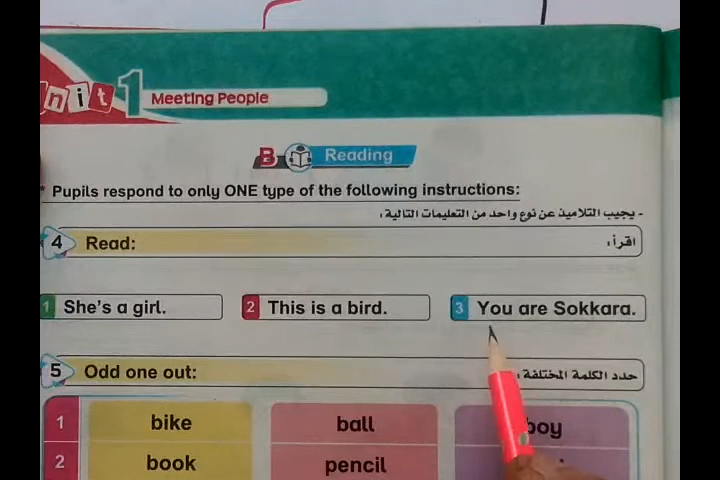 nit 1 Meeting People
B Reading
* Pupils respond to only ONE type of the following instructions:
- يجيب التلاميذ عن نوع واحد من التعليمات التالية :
4 Read: اقرأ :
1 She's a girl. 2 This is a bird. 3 You are Sokkara.
5 Odd one out: حدد الكلمة المختلفة :
1 bike ball boy
2 book pencil